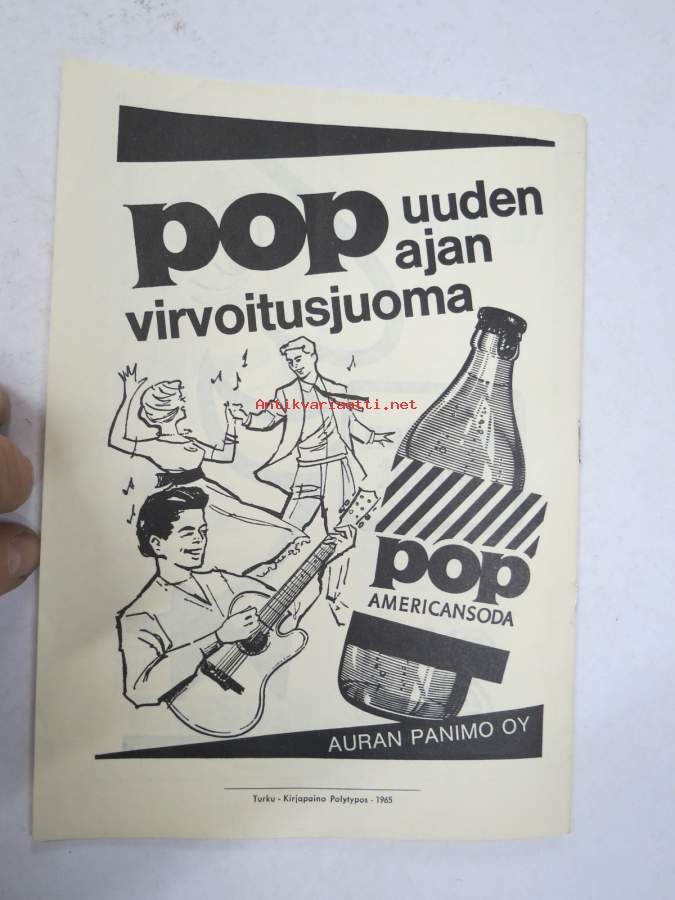 pop uuden
ajan
virvoitusjuoma
Antikvariaatti.net
pop
AMERICANSODA
AURAN PANIMO OY
Turku - Kirjapaino Polytypos - 1965